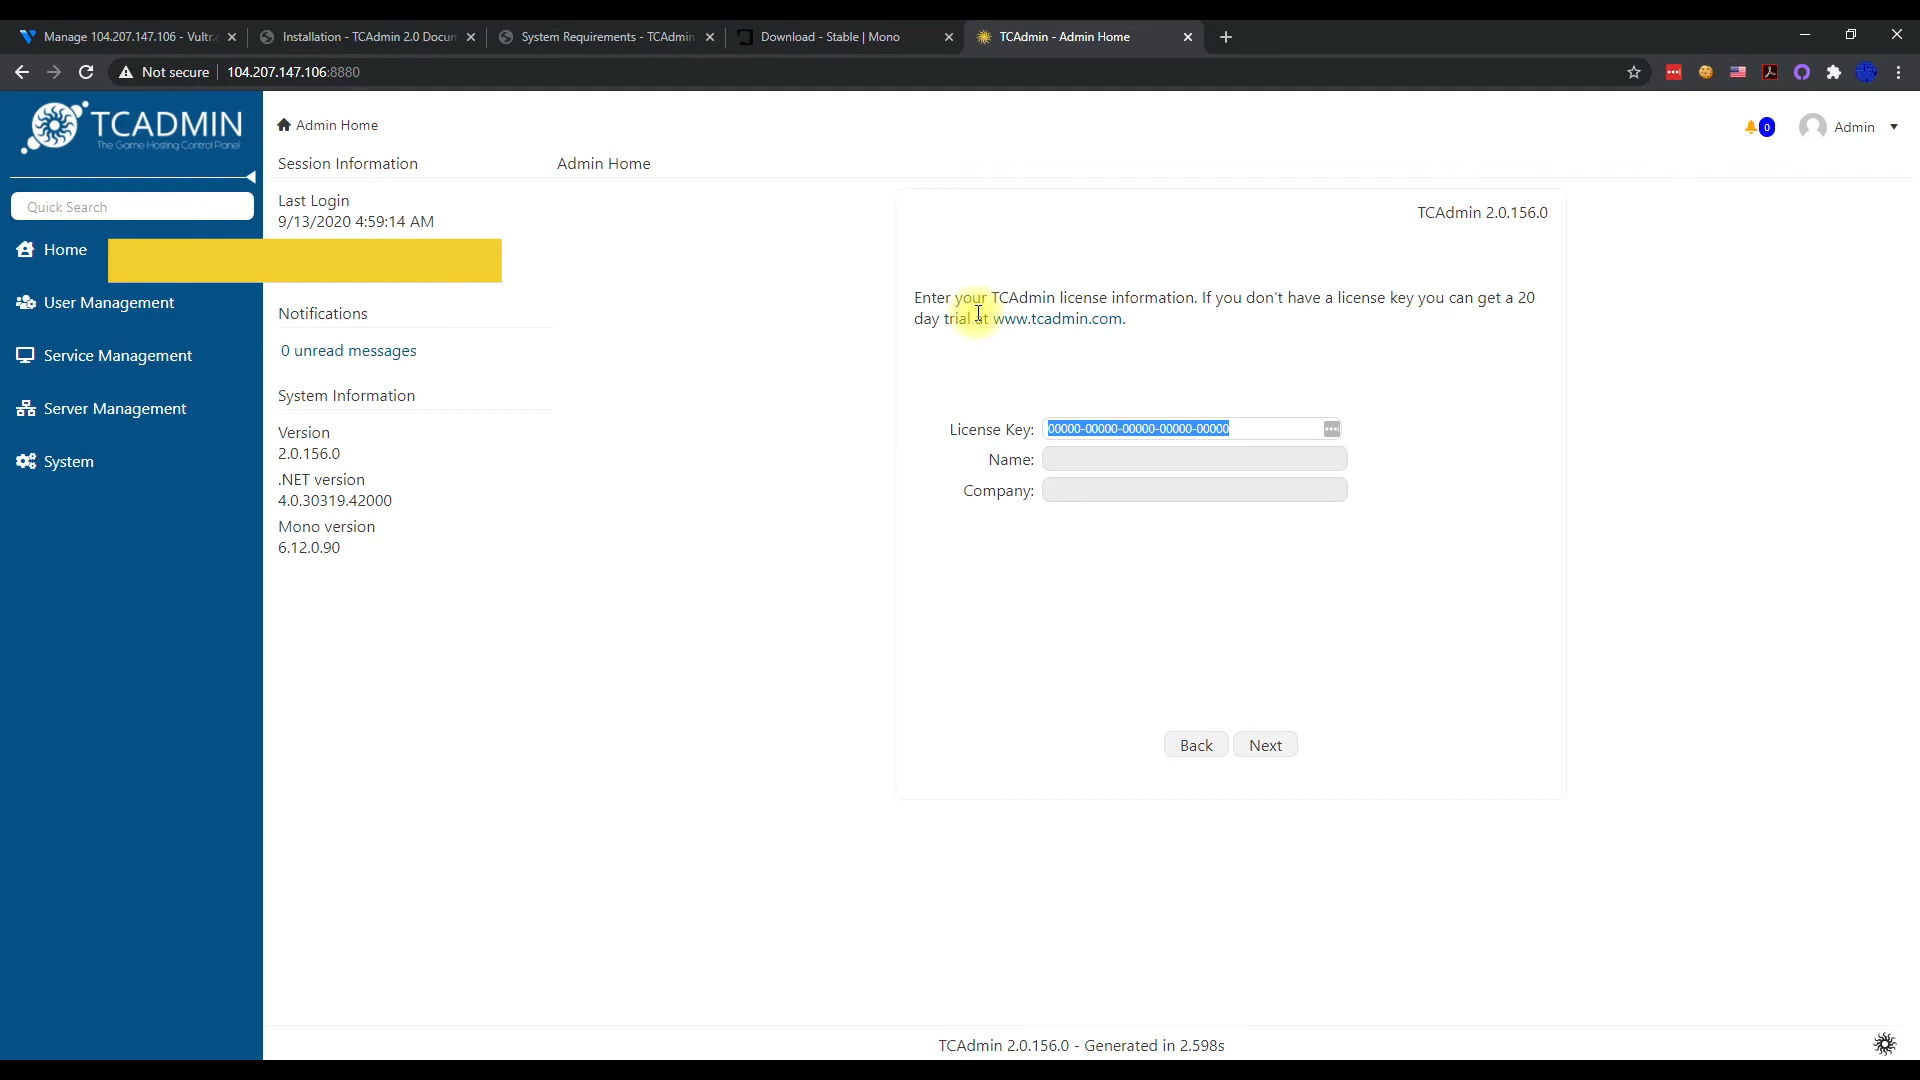 Manage 104.207.147.106 - Vultr.c
Installation - TCAdmin 2.0 Docum
System Requirements - TCAdmin
Download - Stable | Mono
TCAdmin - Admin Home
Not secure
104.207.147.106:8880
TCADMIN
The Game Hosting Control Panel
Quick Search
Home
User Management
Service Management
Server Management
System
Admin Home
0
Admin
Session Information
Admin Home
Last Login
9/13/2020 4:59:14 AM
Notifications
0 unread messages
System Information
Version
2.0.156.0
.NET version
4.0.30319.42000
Mono version
6.12.0.90
TCAdmin 2.0.156.0
Enter your TCAdmin license information. If you don't have a license key you can get a 20
day trial at www.tcadmin.com.
License Key:
00000-00000-00000-00000-00000
Name:
Company:
Back
Next
TCAdmin 2.0.156.0 - Generated in 2.598s